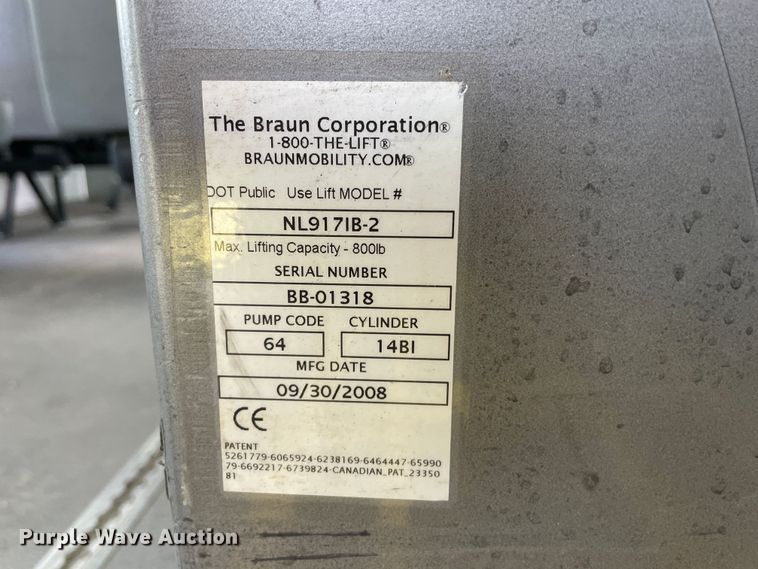 The Braun Corporation®
1-800-THE-LIFT®
BRAUNMOBILITY.COM®
DOT Public Use Lift MODEL #
NL917IB-2
Max. Lifting Capacity - 800lb
SERIAL NUMBER
BB-01318
PUMP CODE CYLINDER
64 14BI
MFG DATE
09/30/2008
CE
PATENT
5261779-6065924-6238169-6464447-65990
79-6692217-6739824-CANADIAN_PAT_23350
81
Purple Wave Auction